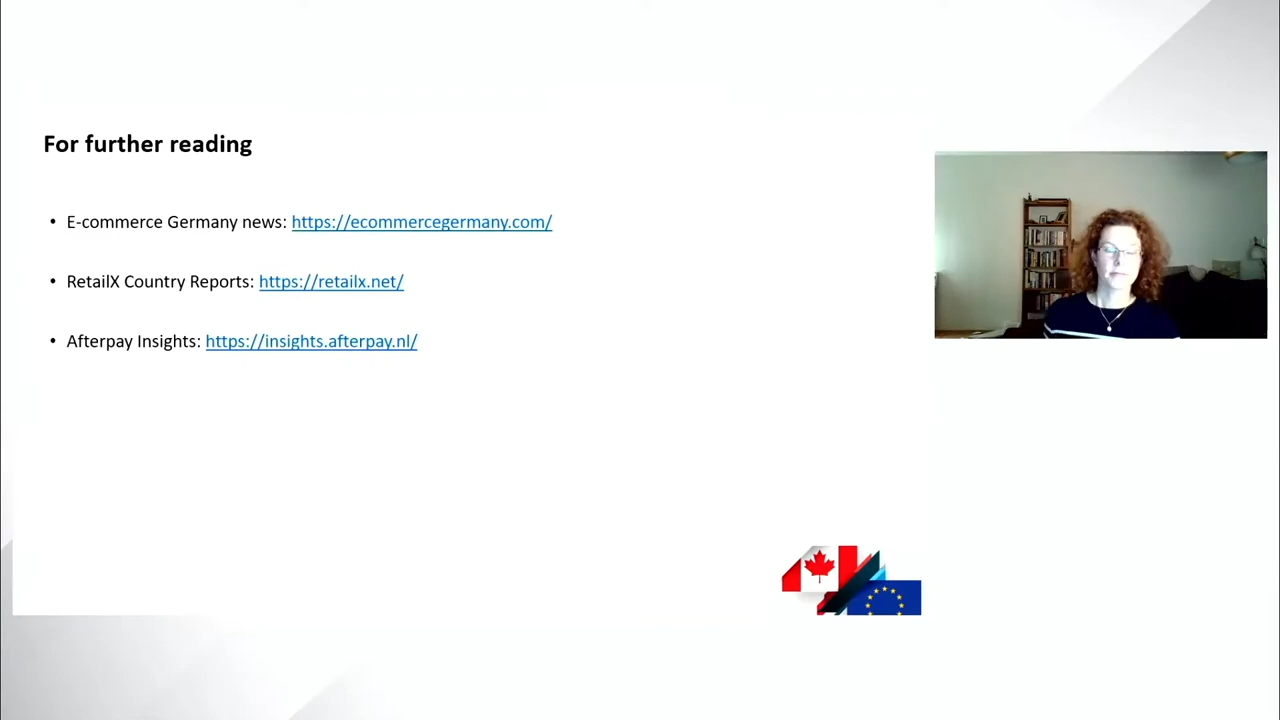 For further reading
• E-commerce Germany news: https://ecommercegermany.com/
• RetailX Country Reports: https://retailx.net/
• Afterpay Insights: https://insights.afterpay.nl/